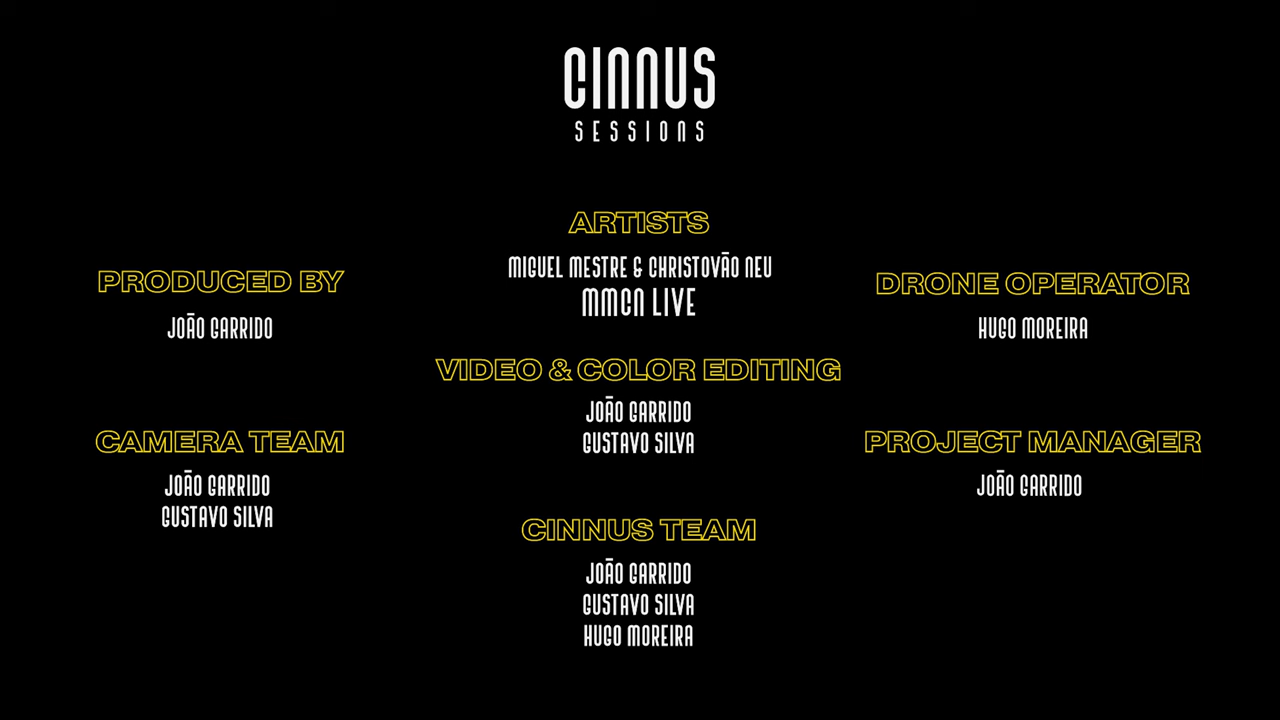 CINNUS
SESSIONS
ARTISTS
MIGUEL MESTRE & CHRISTOVÃO NEU
MMCN LIVE
PRODUCED BY
JOÃO GARRIDO
DRONE OPERATOR
HUGO MOREIRA
VIDEO & COLOR EDITING
JOÃO GARRIDO
GUSTAVO SILVA
CAMERA TEAM
JOÃO GARRIDO
GUSTAVO SILVA
PROJECT MANAGER
JOÃO GARRIDO
CINNUS TEAM
JOÃO GARRIDO
GUSTAVO SILVA
HUGO MOREIRA